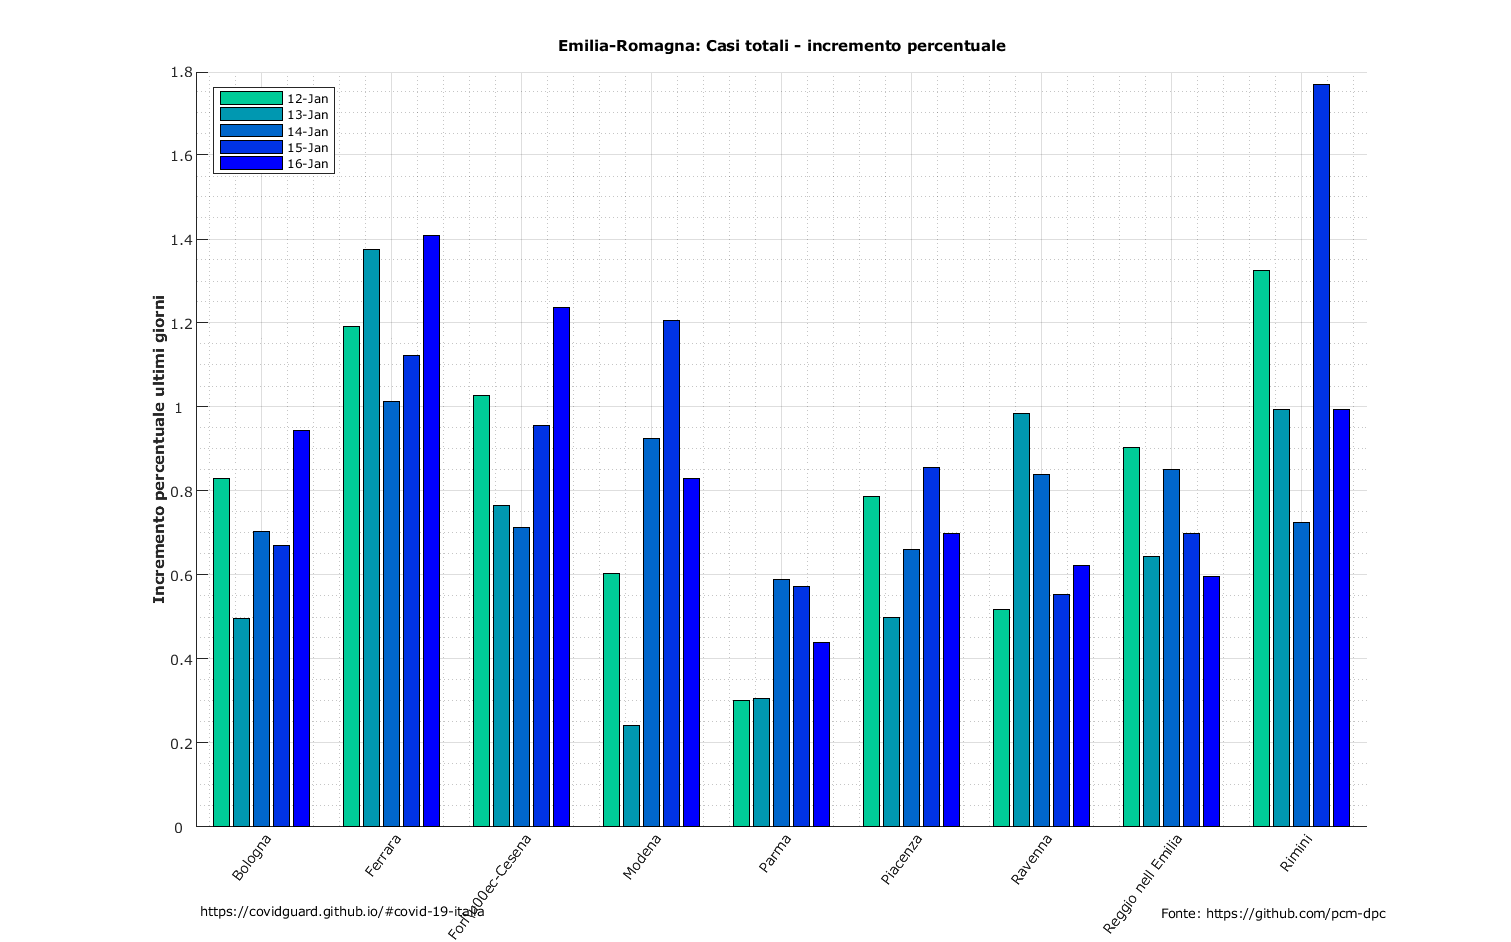 Emilia-Romagna: Casi totali - incremento percentuale
12-Jan
13-Jan
14-Jan
15-Jan
16-Jan
Incremento percentuale ultimi giorni
1.8
1.6
1.4
1.2
1
0.8
0.6
0.4
0.2
0
Bologna
Ferrara
Forl\u00ec-Cesena
Modena
Parma
Piacenza
Ravenna
Reggio nell Emilia
Rimini
https://covidguard.github.io/#covid-19-italia
Fonte: https://github.com/pcm-dpc